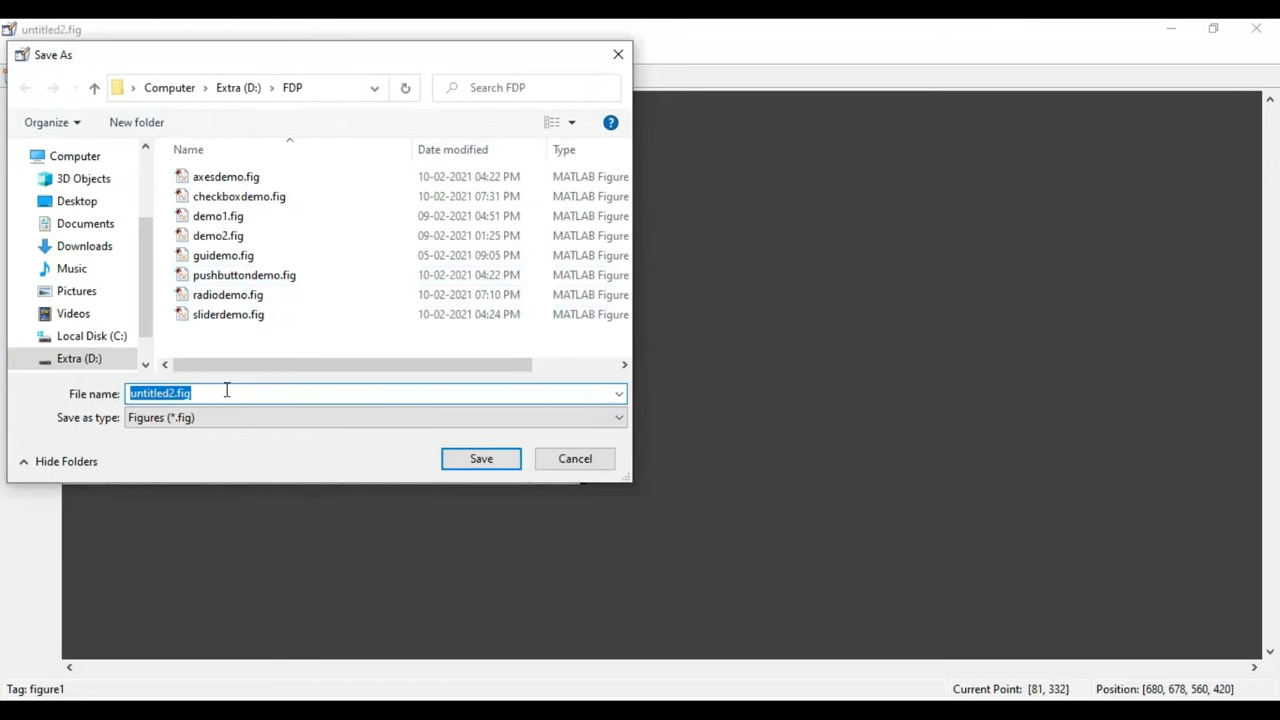 untitled2.fig
Save As
Computer Extra (D:) FDP Search FDP
Organize New folder ?
Name Date modified Type
Computer
3D Objects
Desktop
Documents
Downloads
Music
Pictures
Videos
Local Disk (C:)
Extra (D:)
axesdemo.fig 10-02-2021 04:22 PM MATLAB Figure
checkboxdemo.fig 10-02-2021 07:31 PM MATLAB Figure
demo1.fig 09-02-2021 04:51 PM MATLAB Figure
demo2.fig 09-02-2021 01:25 PM MATLAB Figure
guidemo.fig 05-02-2021 09:05 PM MATLAB Figure
pushbuttondemo.fig 10-02-2021 04:22 PM MATLAB Figure
radiodemo.fig 10-02-2021 07:10 PM MATLAB Figure
sliderdemo.fig 10-02-2021 04:24 PM MATLAB Figure
File name: untitled2.fig
Save as type: Figures (*.fig)
Hide Folders Save Cancel
Tag: figure1 Current Point: [81, 332] Position: [680, 678, 560, 420]